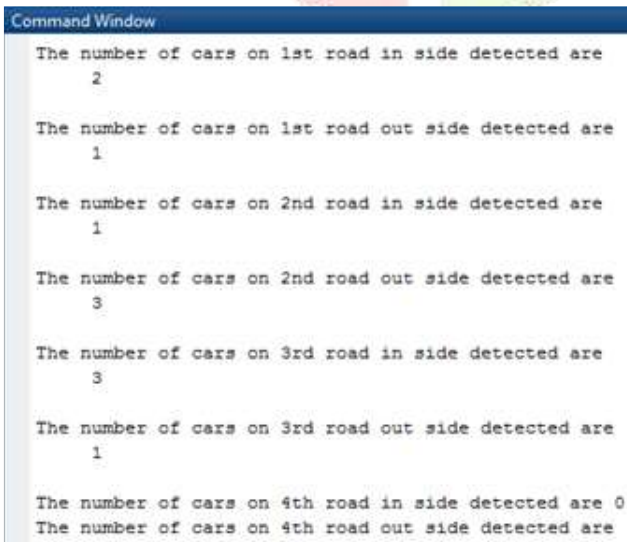 Command Window
The number of cars on 1st road in side detected are
2
The number of cars on 1st road out side detected are
1
The number of cars on 2nd road in side detected are
1
The number of cars on 2nd road out side detected are
3
The number of cars on 3rd road in side detected are
3
The number of cars on 3rd road out side detected are
1
The number of cars on 4th road in side detected are 0
The number of cars on 4th road out side detected are